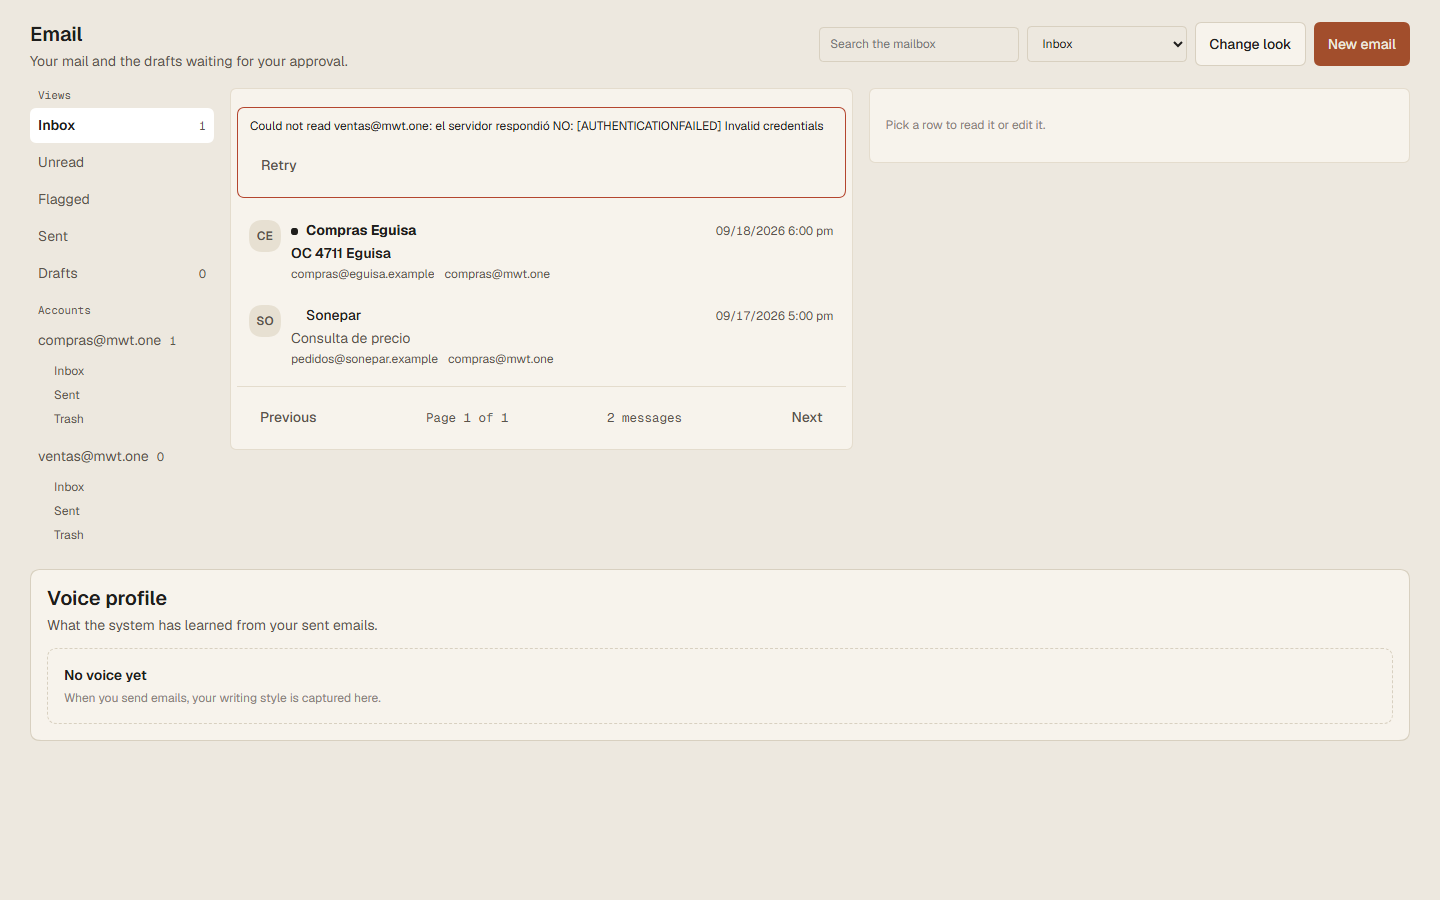 Email
Your mail and the drafts waiting for your approval.
Search the mailbox
Inbox
Change look
New email
Views
Inbox 1
Unread
Flagged
Sent
Drafts 0
Accounts
compras@mwt.one 1
Inbox
Sent
Trash
ventas@mwt.one 0
Inbox
Sent
Trash
Could not read ventas@mwt.one: el servidor respondió NO: [AUTHENTICATIONFAILED] Invalid credentials
Retry
CE
Compras Eguisa 09/18/2026 6:00 pm
OC 4711 Eguisa
compras@eguisa.example compras@mwt.one
SO
Sonepar 09/17/2026 5:00 pm
Consulta de precio
pedidos@sonepar.example compras@mwt.one
Previous Page 1 of 1 2 messages Next
Pick a row to read it or edit it.
Voice profile
What the system has learned from your sent emails.
No voice yet
When you send emails, your writing style is captured here.